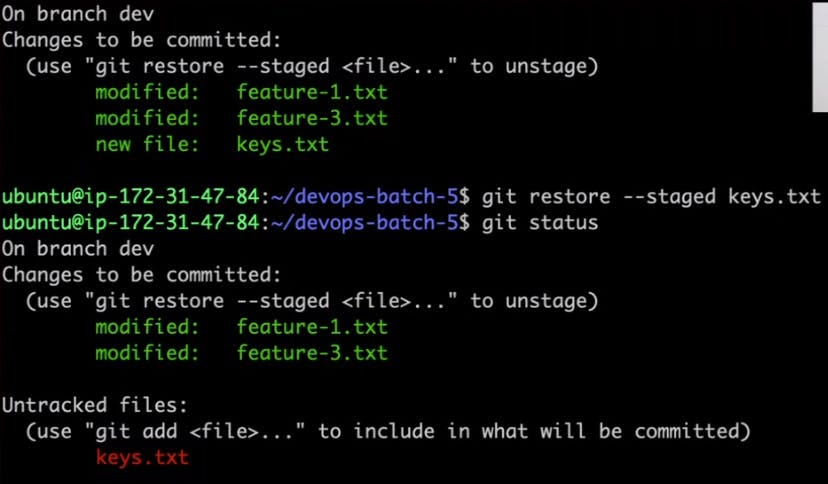 On branch dev
Changes to be committed:
  (use "git restore --staged <file>..." to unstage)
        modified:   feature-1.txt
        modified:   feature-3.txt
        new file:   keys.txt

ubuntu@ip-172-31-47-84:~/devops-batch-5$ git restore --staged keys.txt
ubuntu@ip-172-31-47-84:~/devops-batch-5$ git status
On branch dev
Changes to be committed:
  (use "git restore --staged <file>..." to unstage)
        modified:   feature-1.txt
        modified:   feature-3.txt

Untracked files:
  (use "git add <file>..." to include in what will be committed)
        keys.txt